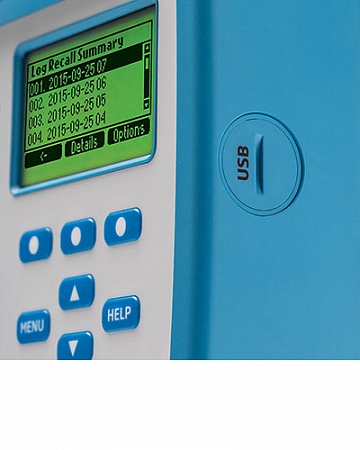 Log Recall Summary
001. 2015-09-25 07
002. 2015-09-25 06
003. 2015-09-25 05
004. 2015-09-25 04
<- Details Options
USB
MENU HELP